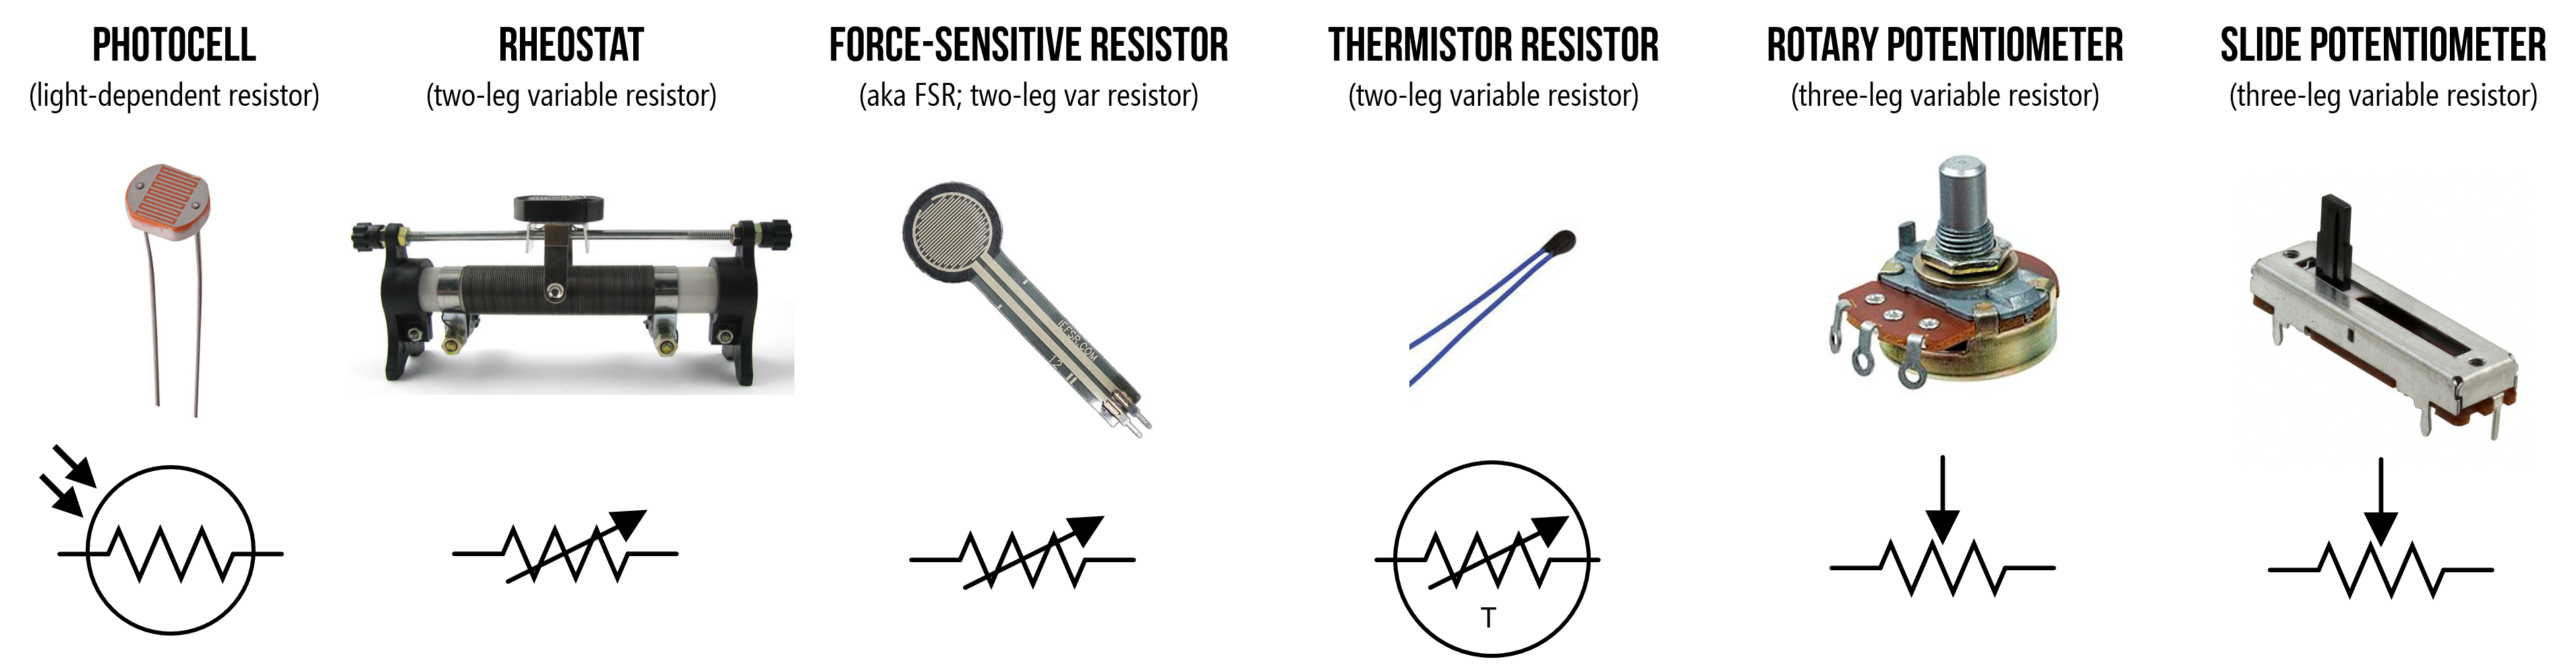 PHOTOCELL
(light-dependent resistor)
RHEOSTAT
(two-leg variable resistor)
FORCE-SENSITIVE RESISTOR
(aka FSR; two-leg var resistor)
THERMISTOR RESISTOR
(two-leg variable resistor)
ROTARY POTENTIOMETER
(three-leg variable resistor)
SLIDE POTENTIOMETER
(three-leg variable resistor)
T